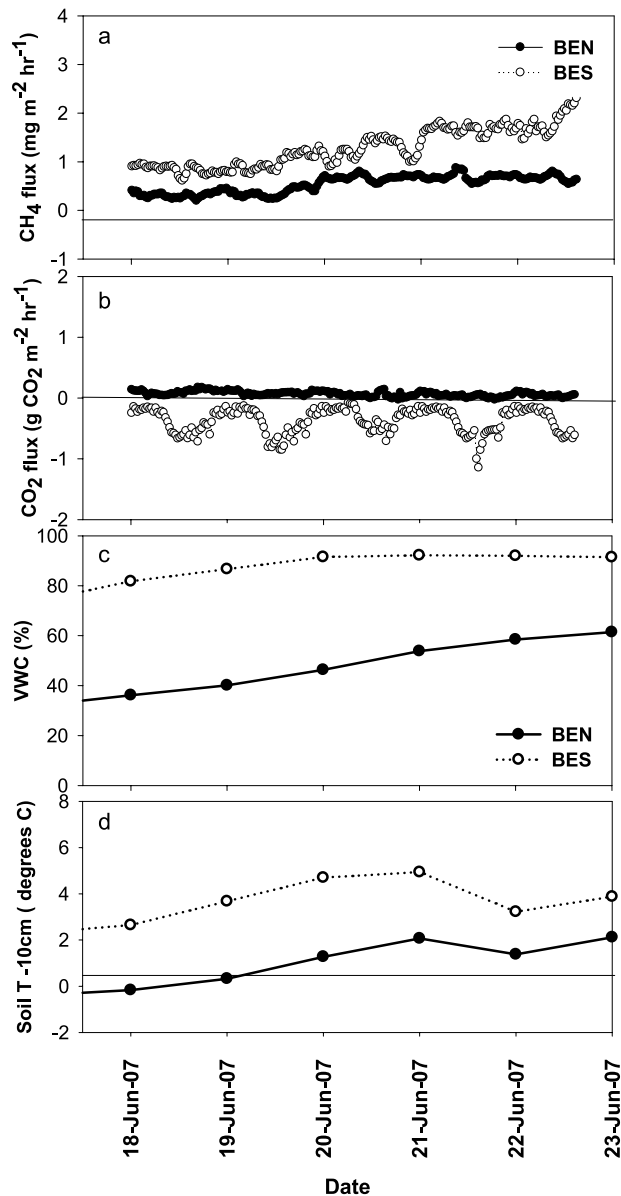 a
BEN
BES
4
3
2
1
0
-1
CH4 flux (mg m-2 hr-1)
b
2
1
0
-1
-2
CO2 flux (g CO2 m-2 hr-1)
c
100
80
60
40
20
0
VWC (%)
BEN
BES
d
8
6
4
2
0
-2
Soil T -10cm ( degrees C)
18-Jun-07
19-Jun-07
20-Jun-07
21-Jun-07
22-Jun-07
23-Jun-07
Date